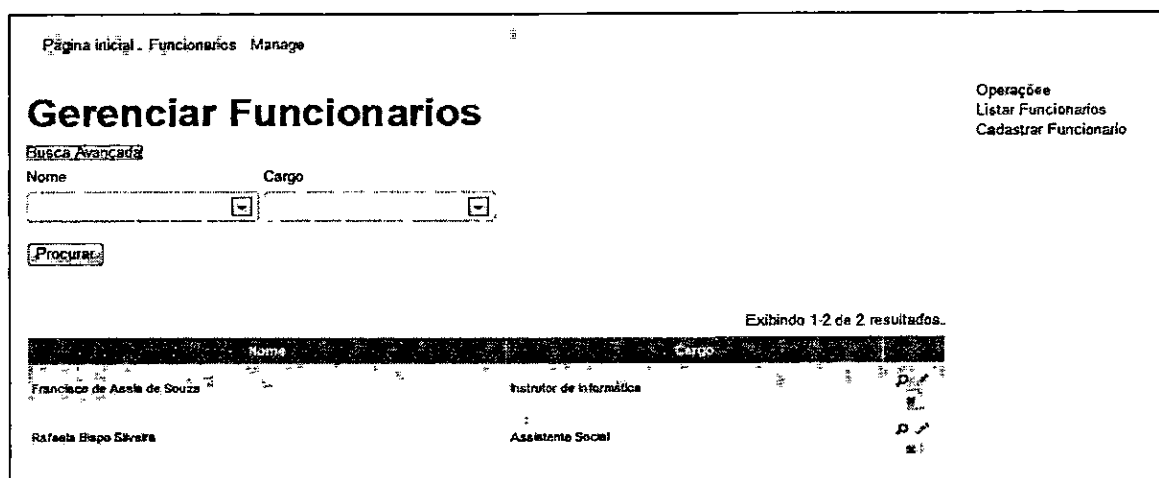 Página inicial Funcionarios Manage
Operações
Listar Funcionarios
Cadastrar Funcionario
Gerenciar Funcionarios
Busca Avançada
Nome Cargo
Procurar
Exibindo 1-2 de 2 resultados.
Nome Cargo
Francisco de Assis de Souza Instrutor de Informática
Rafaela Bispo Silveira Assistente Social